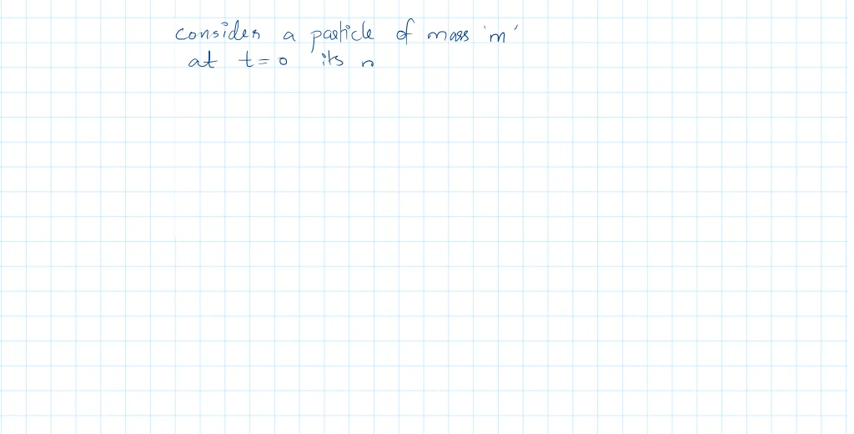 consider a particle of mass 'm'
at t=0 its n